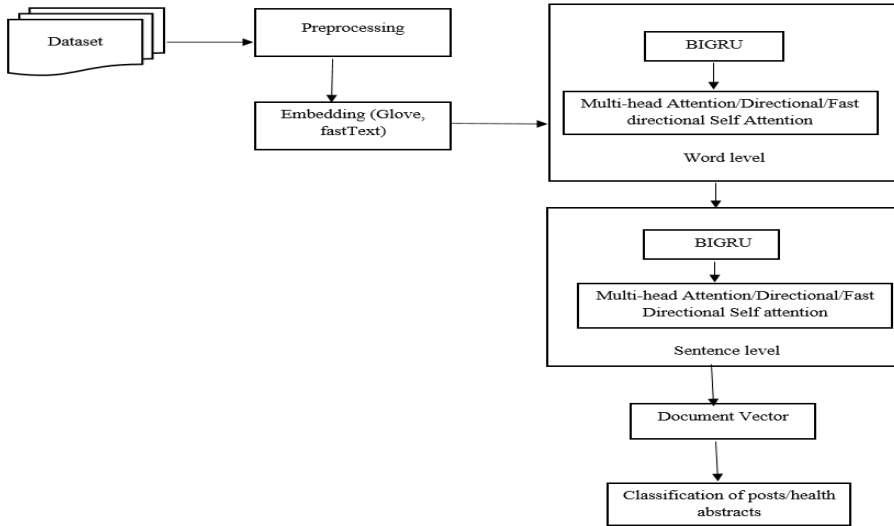 Dataset
Preprocessing
Embedding (Glove,
fastText)
BIGRU
Multi-head Attention/Directional/Fast
directional Self Attention
Word level
BIGRU
Multi-head Attention/Directional/Fast
Directional Self attention
Sentence level
Document Vector
Classification of posts/health
abstracts